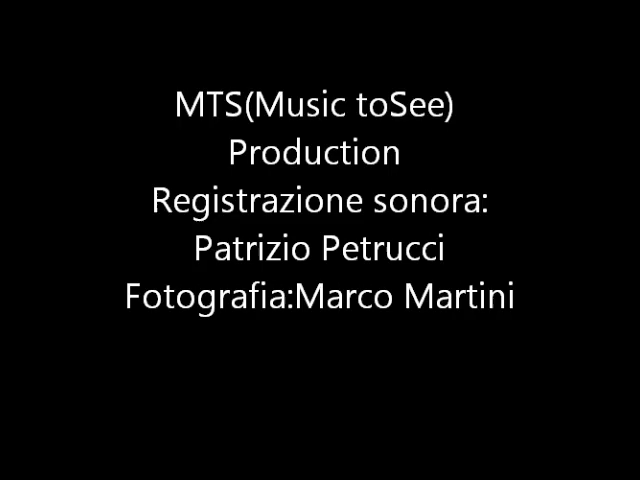 MTS(Music toSee)
Production
Registrazione sonora:
Patrizio Petrucci
Fotografia:Marco Martini